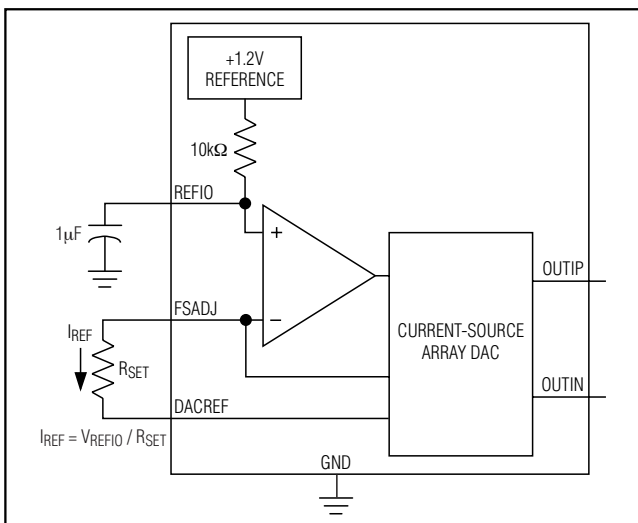 +1.2V
REFERENCE
10kΩ
REFIO
1µF
+
OUTIP
FSADJ
−
CURRENT-SOURCE
ARRAY DAC
IREF
RSET
OUTIN
DACREF
IREF = VREFIO / RSET
GND